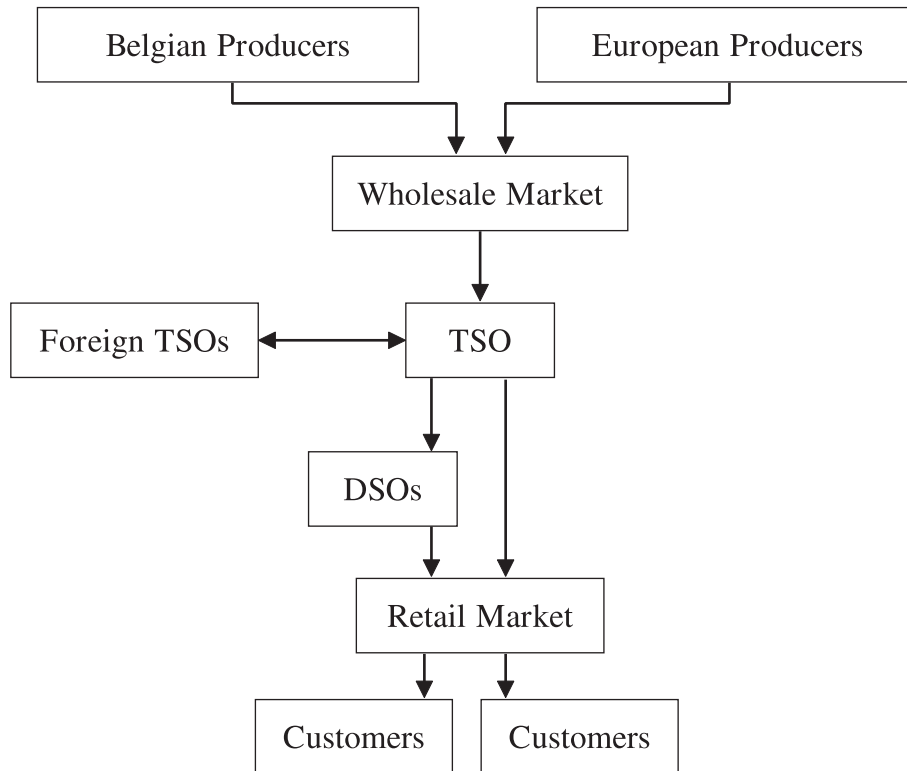 Belgian Producers
European Producers
Wholesale Market
Foreign TSOs
TSO
DSOs
Retail Market
Customers
Customers